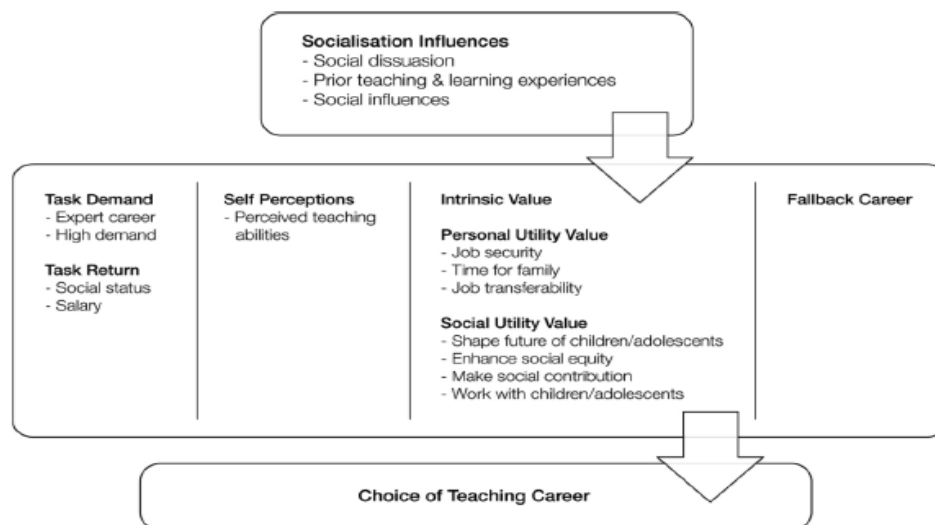 Socialisation Influences
- Social dissuasion
- Prior teaching & learning experiences
- Social influences
Task Demand
- Expert career
- High demand
Task Return
- Social status
- Salary
Self Perceptions
- Perceived teaching
abilities
Intrinsic Value
Personal Utility Value
- Job security
- Time for family
- Job transferability
Social Utility Value
- Shape future of children/adolescents
- Enhance social equity
- Make social contribution
- Work with children/adolescents
Fallback Career
Choice of Teaching Career